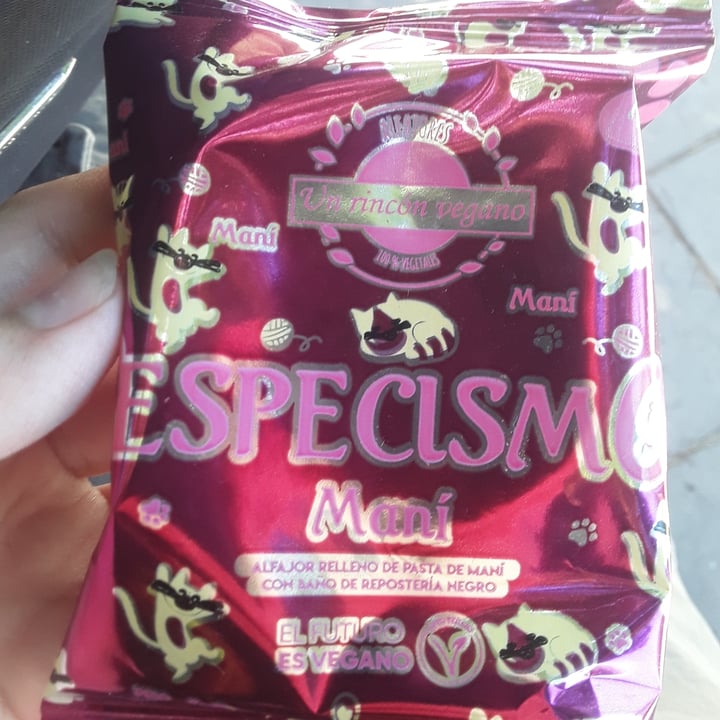 Un rincón vegano
100% VEGETALES
Maní
Maní
ESPECISMO
Maní
ALFAJOR RELLENO DE PASTA DE MANÍ
CON BAÑO DE REPOSTERÍA NEGRO
EL FUTURO
ES VEGANO